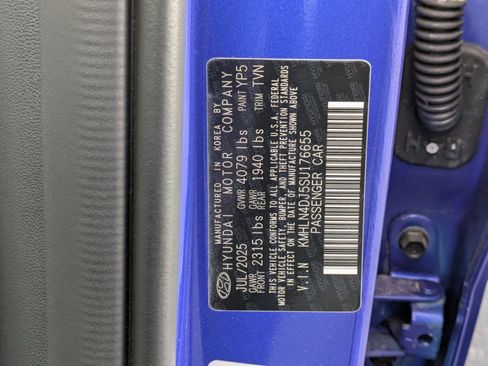 MANUFACTURED IN KOREA BY
HYUNDAI MOTOR COMPANY
JUL/2025 GVWR 4079 lbs PAINT YP5
GAWR FRONT 2315 lbs GAWR REAR 1940 lbs TRIM TVN
THIS VEHICLE CONFORMS TO ALL APPLICABLE U.S.A. FEDERAL
MOTOR VEHICLE SAFETY, BUMPER, AND THEFT PREVENTION STANDARDS
IN EFFECT ON THE DATE OF MANUFACTURE SHOWN ABOVE
V.I.N KMHLN4DJ5SU176655
PASSENGER CAR